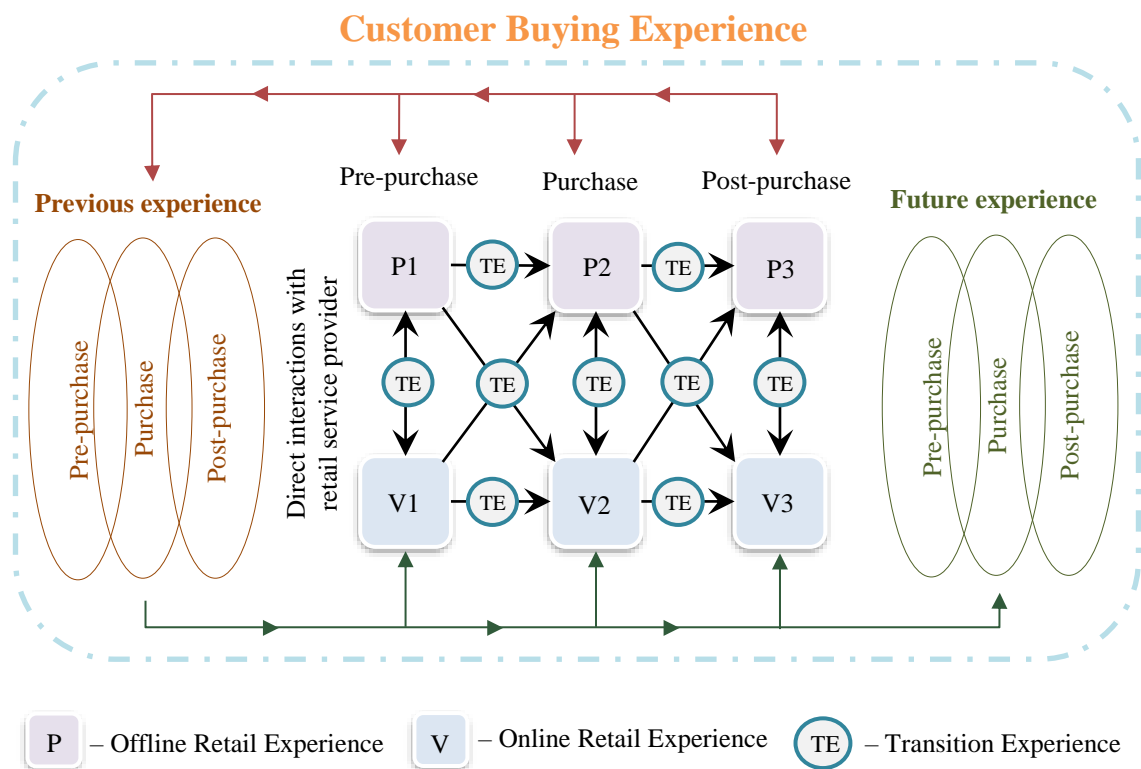 Customer Buying Experience
Pre-purchase
Purchase
Post-purchase
Previous experience
Future experience
Pre-purchase
Purchase
Post-purchase
Direct interactions with
retail service provider
P1
TE
P2
TE
P3
TE
TE
TE
TE
TE
V1
TE
V2
TE
V3
Pre-purchase
Purchase
Post-purchase
P
– Offline Retail Experience
V
– Online Retail Experience
TE
– Transition Experience